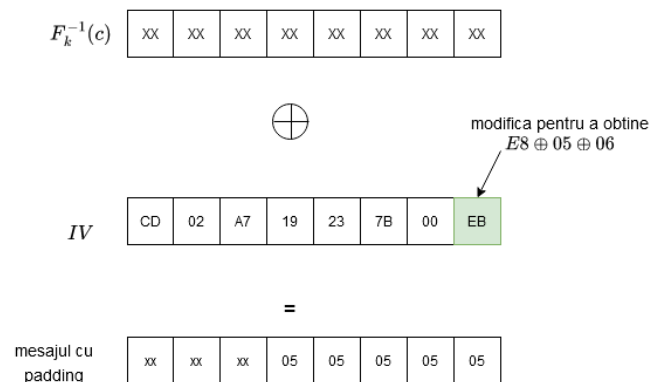 F_k^{-1}(c) XX XX XX XX XX XX XX XX
⊕
modifica pentru a obtine
E8 ⊕ 05 ⊕ 06
IV CD 02 A7 19 23 7B 00 EB
=
mesajul cu
padding
xx xx xx 05 05 05 05 05